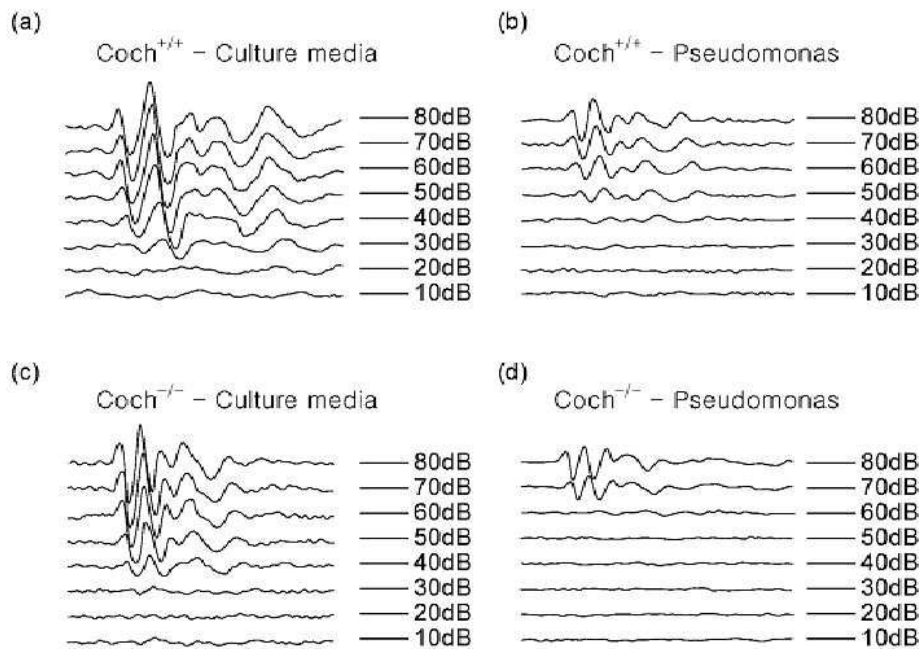 (a)
Coch+/+ – Culture media
80dB
70dB
60dB
50dB
40dB
30dB
20dB
10dB
(b)
Coch+/+ – Pseudomonas
80dB
70dB
60dB
50dB
40dB
30dB
20dB
10dB
(c)
Coch−/− – Culture media
80dB
70dB
60dB
50dB
40dB
30dB
20dB
10dB
(d)
Coch−/− – Pseudomonas
80dB
70dB
60dB
50dB
40dB
30dB
20dB
10dB